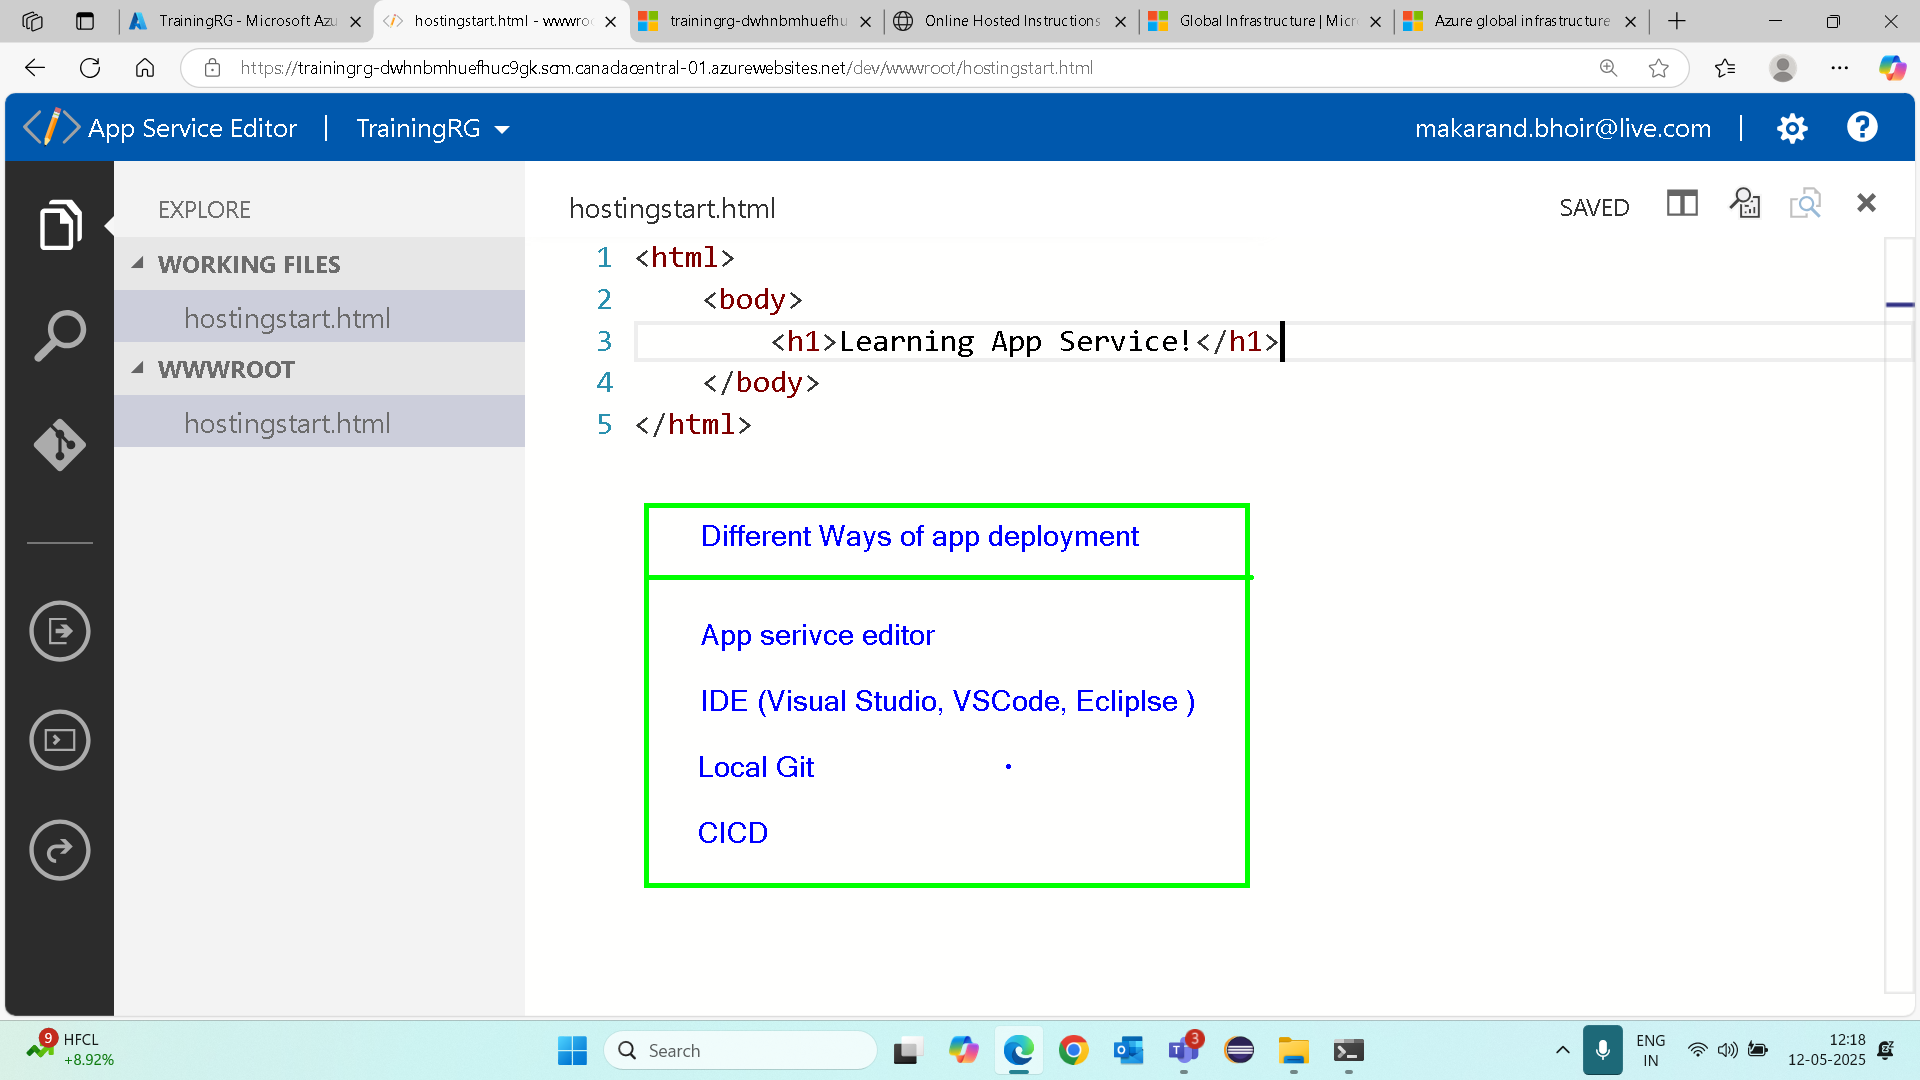 TrainingRG - Microsoft Azu
hostingstart.html - wwwro
trainingrg-dwhnbmhuefhu
Online Hosted Instructions
Global Infrastructure | Micr
Azure global infrastructure
https://trainingrg-dwhnbmhuefhuc9gk.scm.canadacentral-01.azurewebsites.net/dev/wwwroot/hostingstart.html
App Service Editor | TrainingRG
makarand.bhoir@live.com |
EXPLORE
WORKING FILES
hostingstart.html
WWWROOT
hostingstart.html
hostingstart.html
SAVED
1 <html>
2 <body>
3 <h1>Learning App Service!</h1>
4 </body>
5 </html>
Different Ways of app deployment
App serivce editor
IDE (Visual Studio, VSCode, Ecliplse )
Local Git
CICD
9
HFCL
+8.92%
Search
3
ENG
IN
12:18
12-05-2025